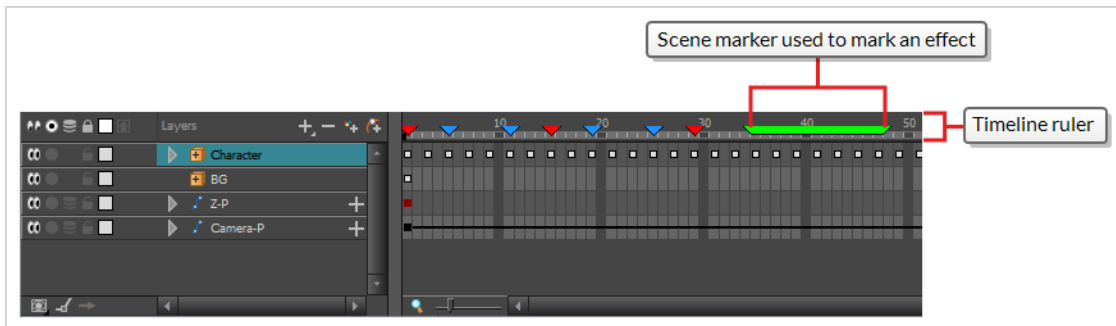 Scene marker used to mark an effect
Layers
10 20 30 40 50
Timeline ruler
Character
BG
Z-P
Camera-P